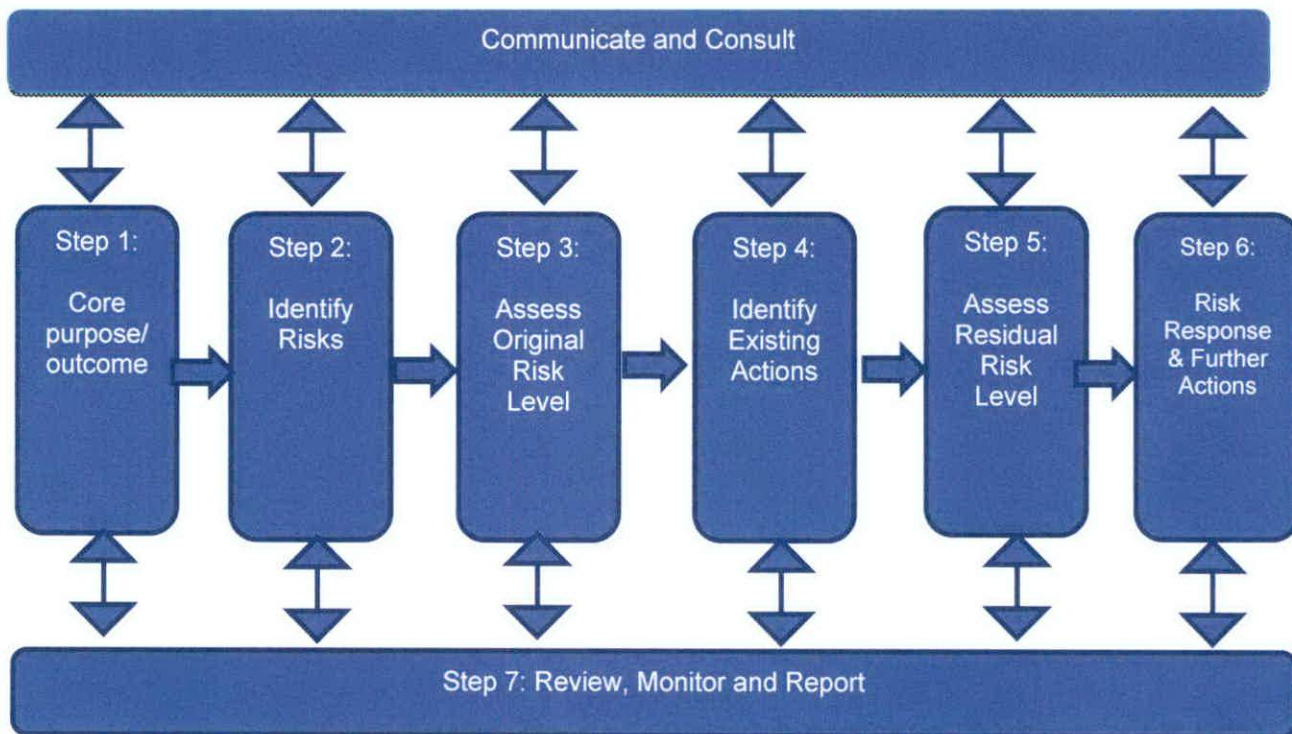 Communicate and Consult
Step 1:
Core
purpose/
outcome
Step 2:
Identify
Risks
Step 3:
Assess
Original
Risk
Level
Step 4:
Identify
Existing
Actions
Step 5:
Assess
Residual
Risk
Level
Step 6:
Risk
Response
& Further
Actions
Step 7: Review, Monitor and Report